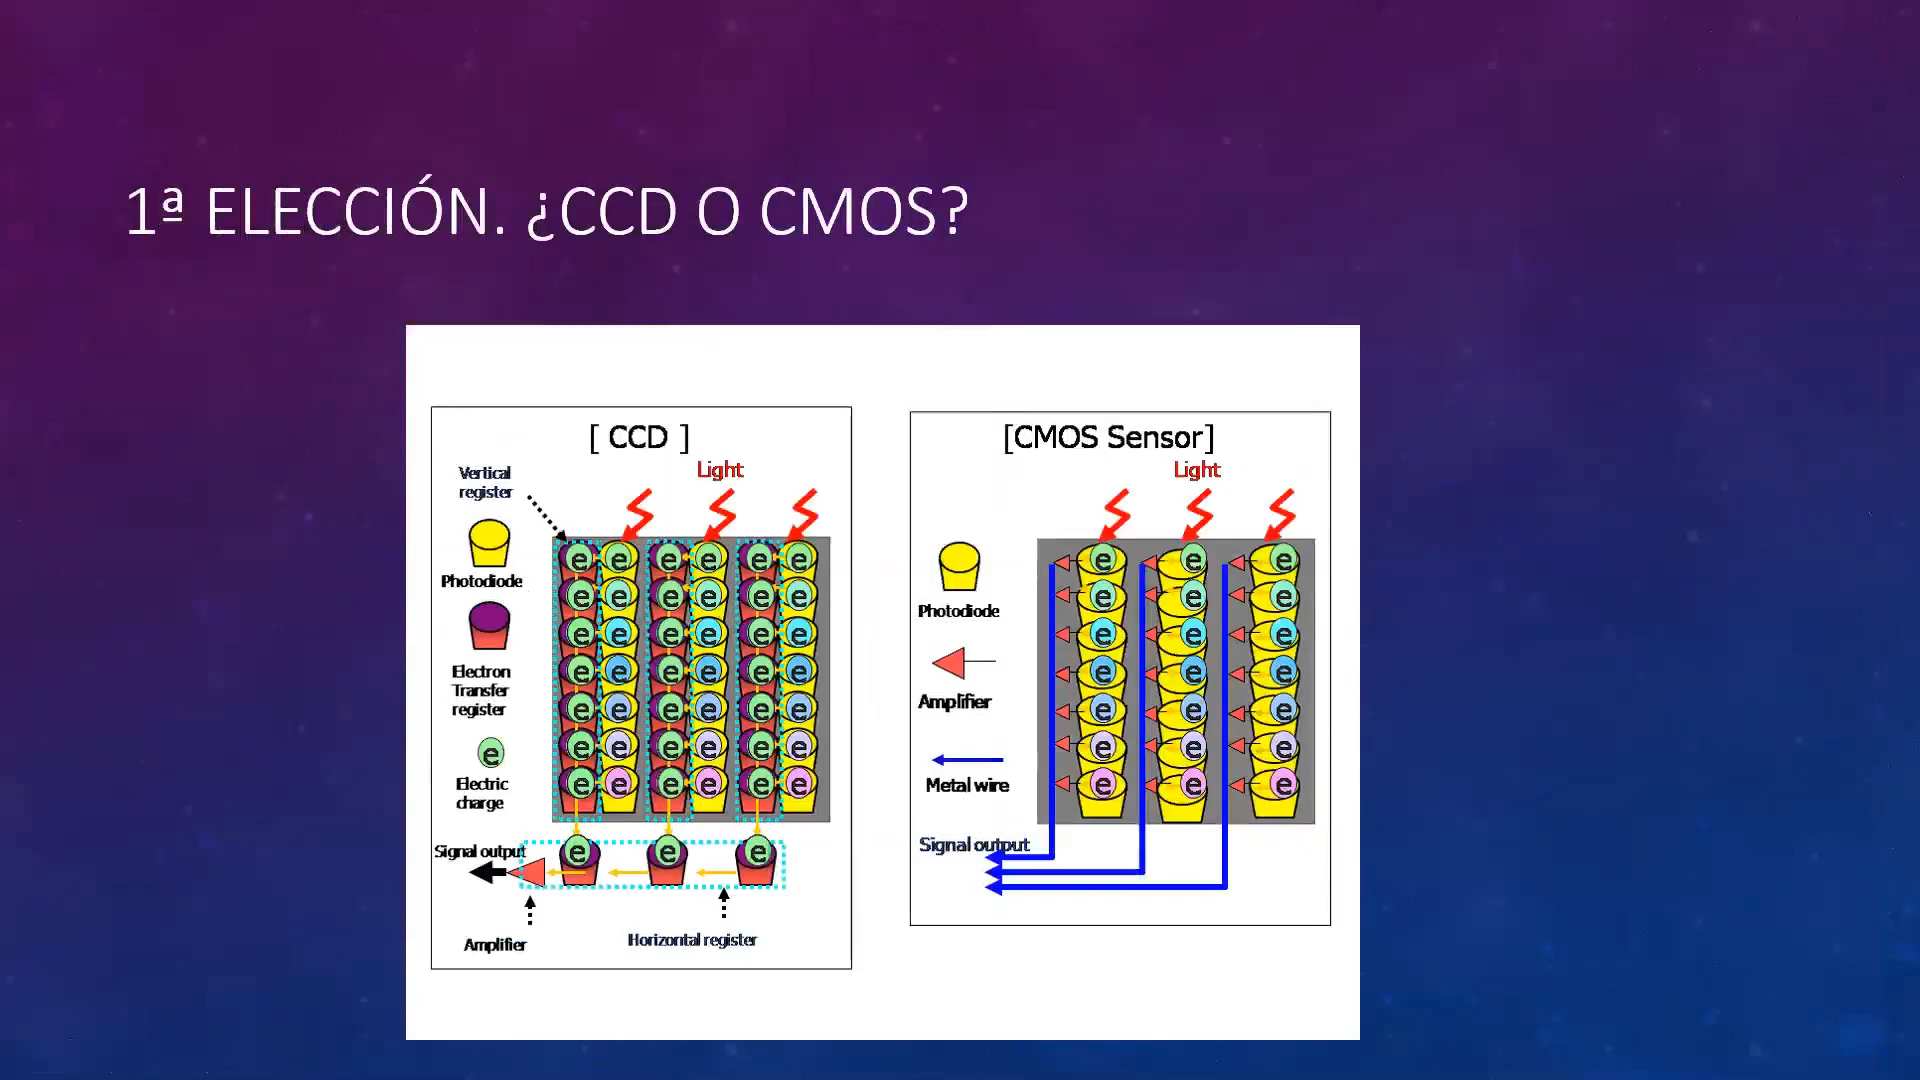 1ª ELECCIÓN. ¿CCD O CMOS?
[ CCD ]
Light
Vertical
register
Photodiode
Electron
Transfer
register
e
Electric
charge
Signal output
Amplifier
Horizontal register
e e e e e e
e e e e e e
e e e e e e
e e e e e e
e e e e e e
e e e e e e
e e e e e e
e e e
[CMOS Sensor]
Light
Photodiode
Amplifier
Metal wire
Signal output
e e e
e e e
e e e
e e e
e e e
e e e
e e e